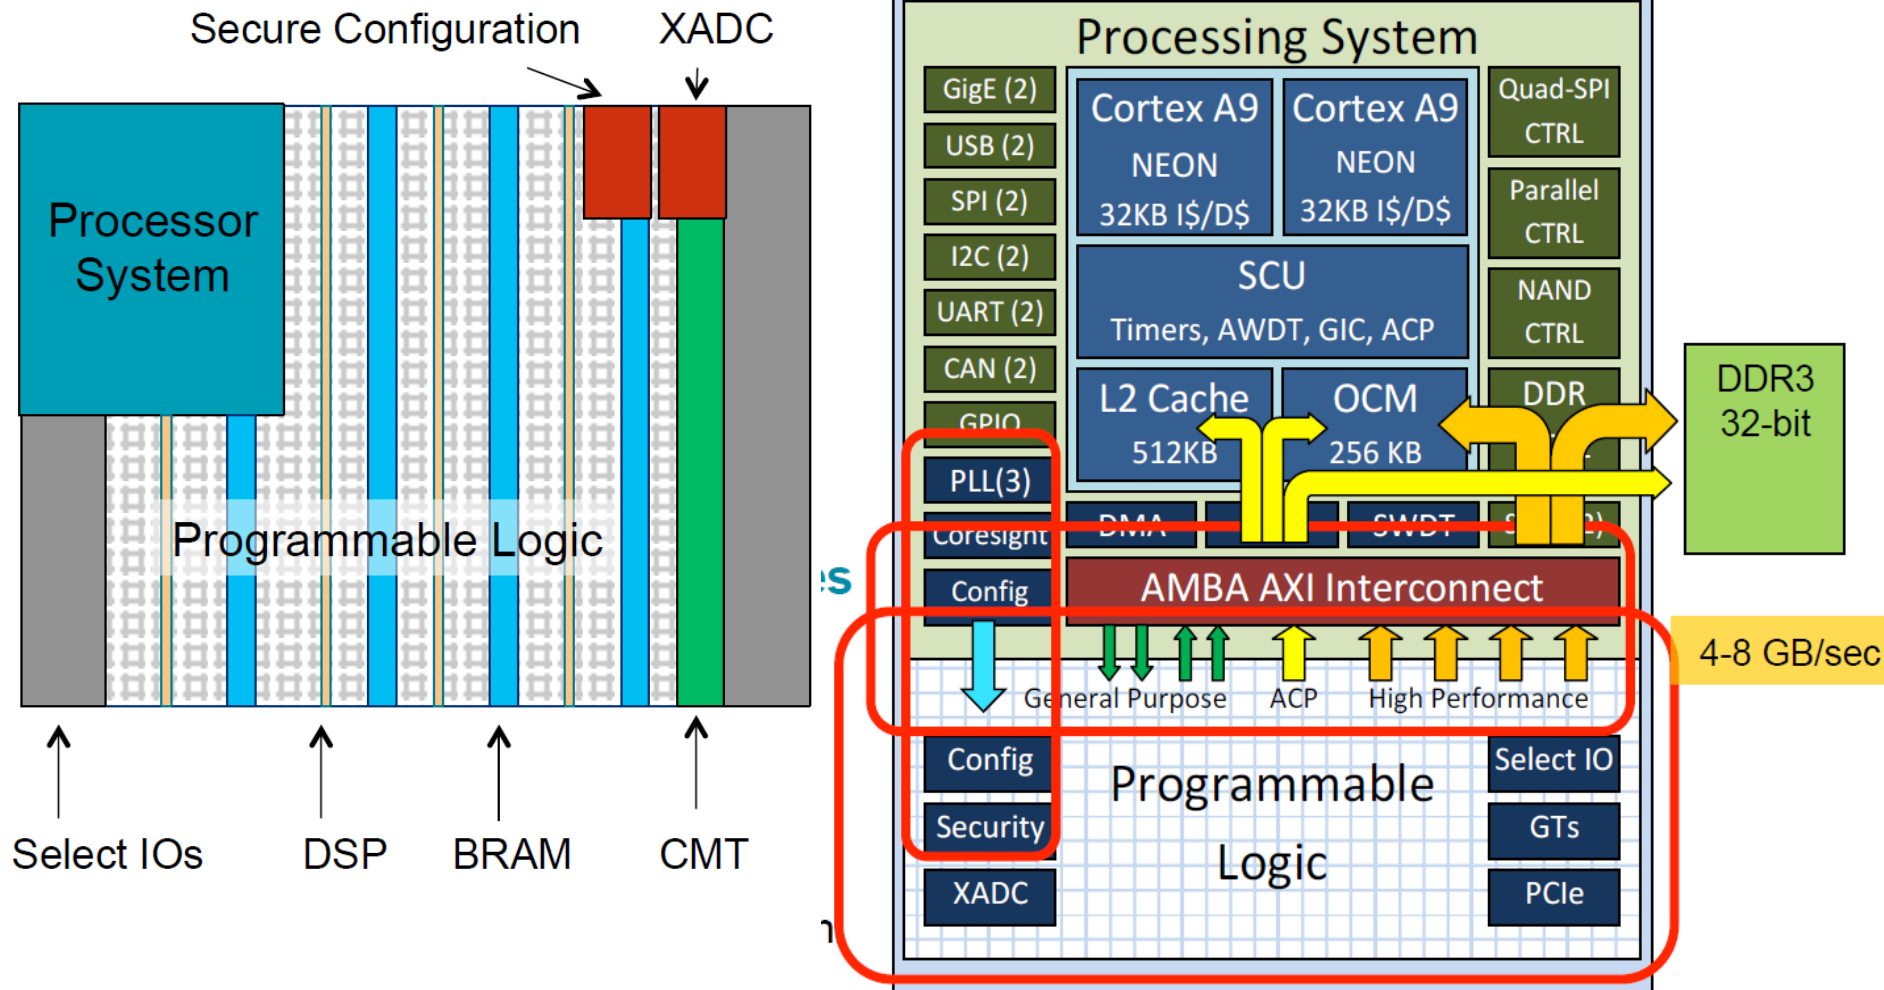 Secure Configuration
XADC
Processor
System
Programmable Logic
Select IOs
DSP
BRAM
CMT
es
Processing System
GigE (2)
USB (2)
SPI (2)
I2C (2)
UART (2)
CAN (2)
GPIO
PLL(3)
Coresight
Config
Cortex A9
NEON
32KB I$/D$
Cortex A9
NEON
32KB I$/D$
SCU
Timers, AWDT, GIC, ACP
L2 Cache
512KB
OCM
256 KB
Quad-SPI
CTRL
Parallel
CTRL
NAND
CTRL
DDR
DMA
SWDT
AMBA AXI Interconnect
DDR3
32-bit
4-8 GB/sec
General Purpose
ACP
High Performance
Config
Security
XADC
Programmable
Logic
Select IO
GTs
PCIe